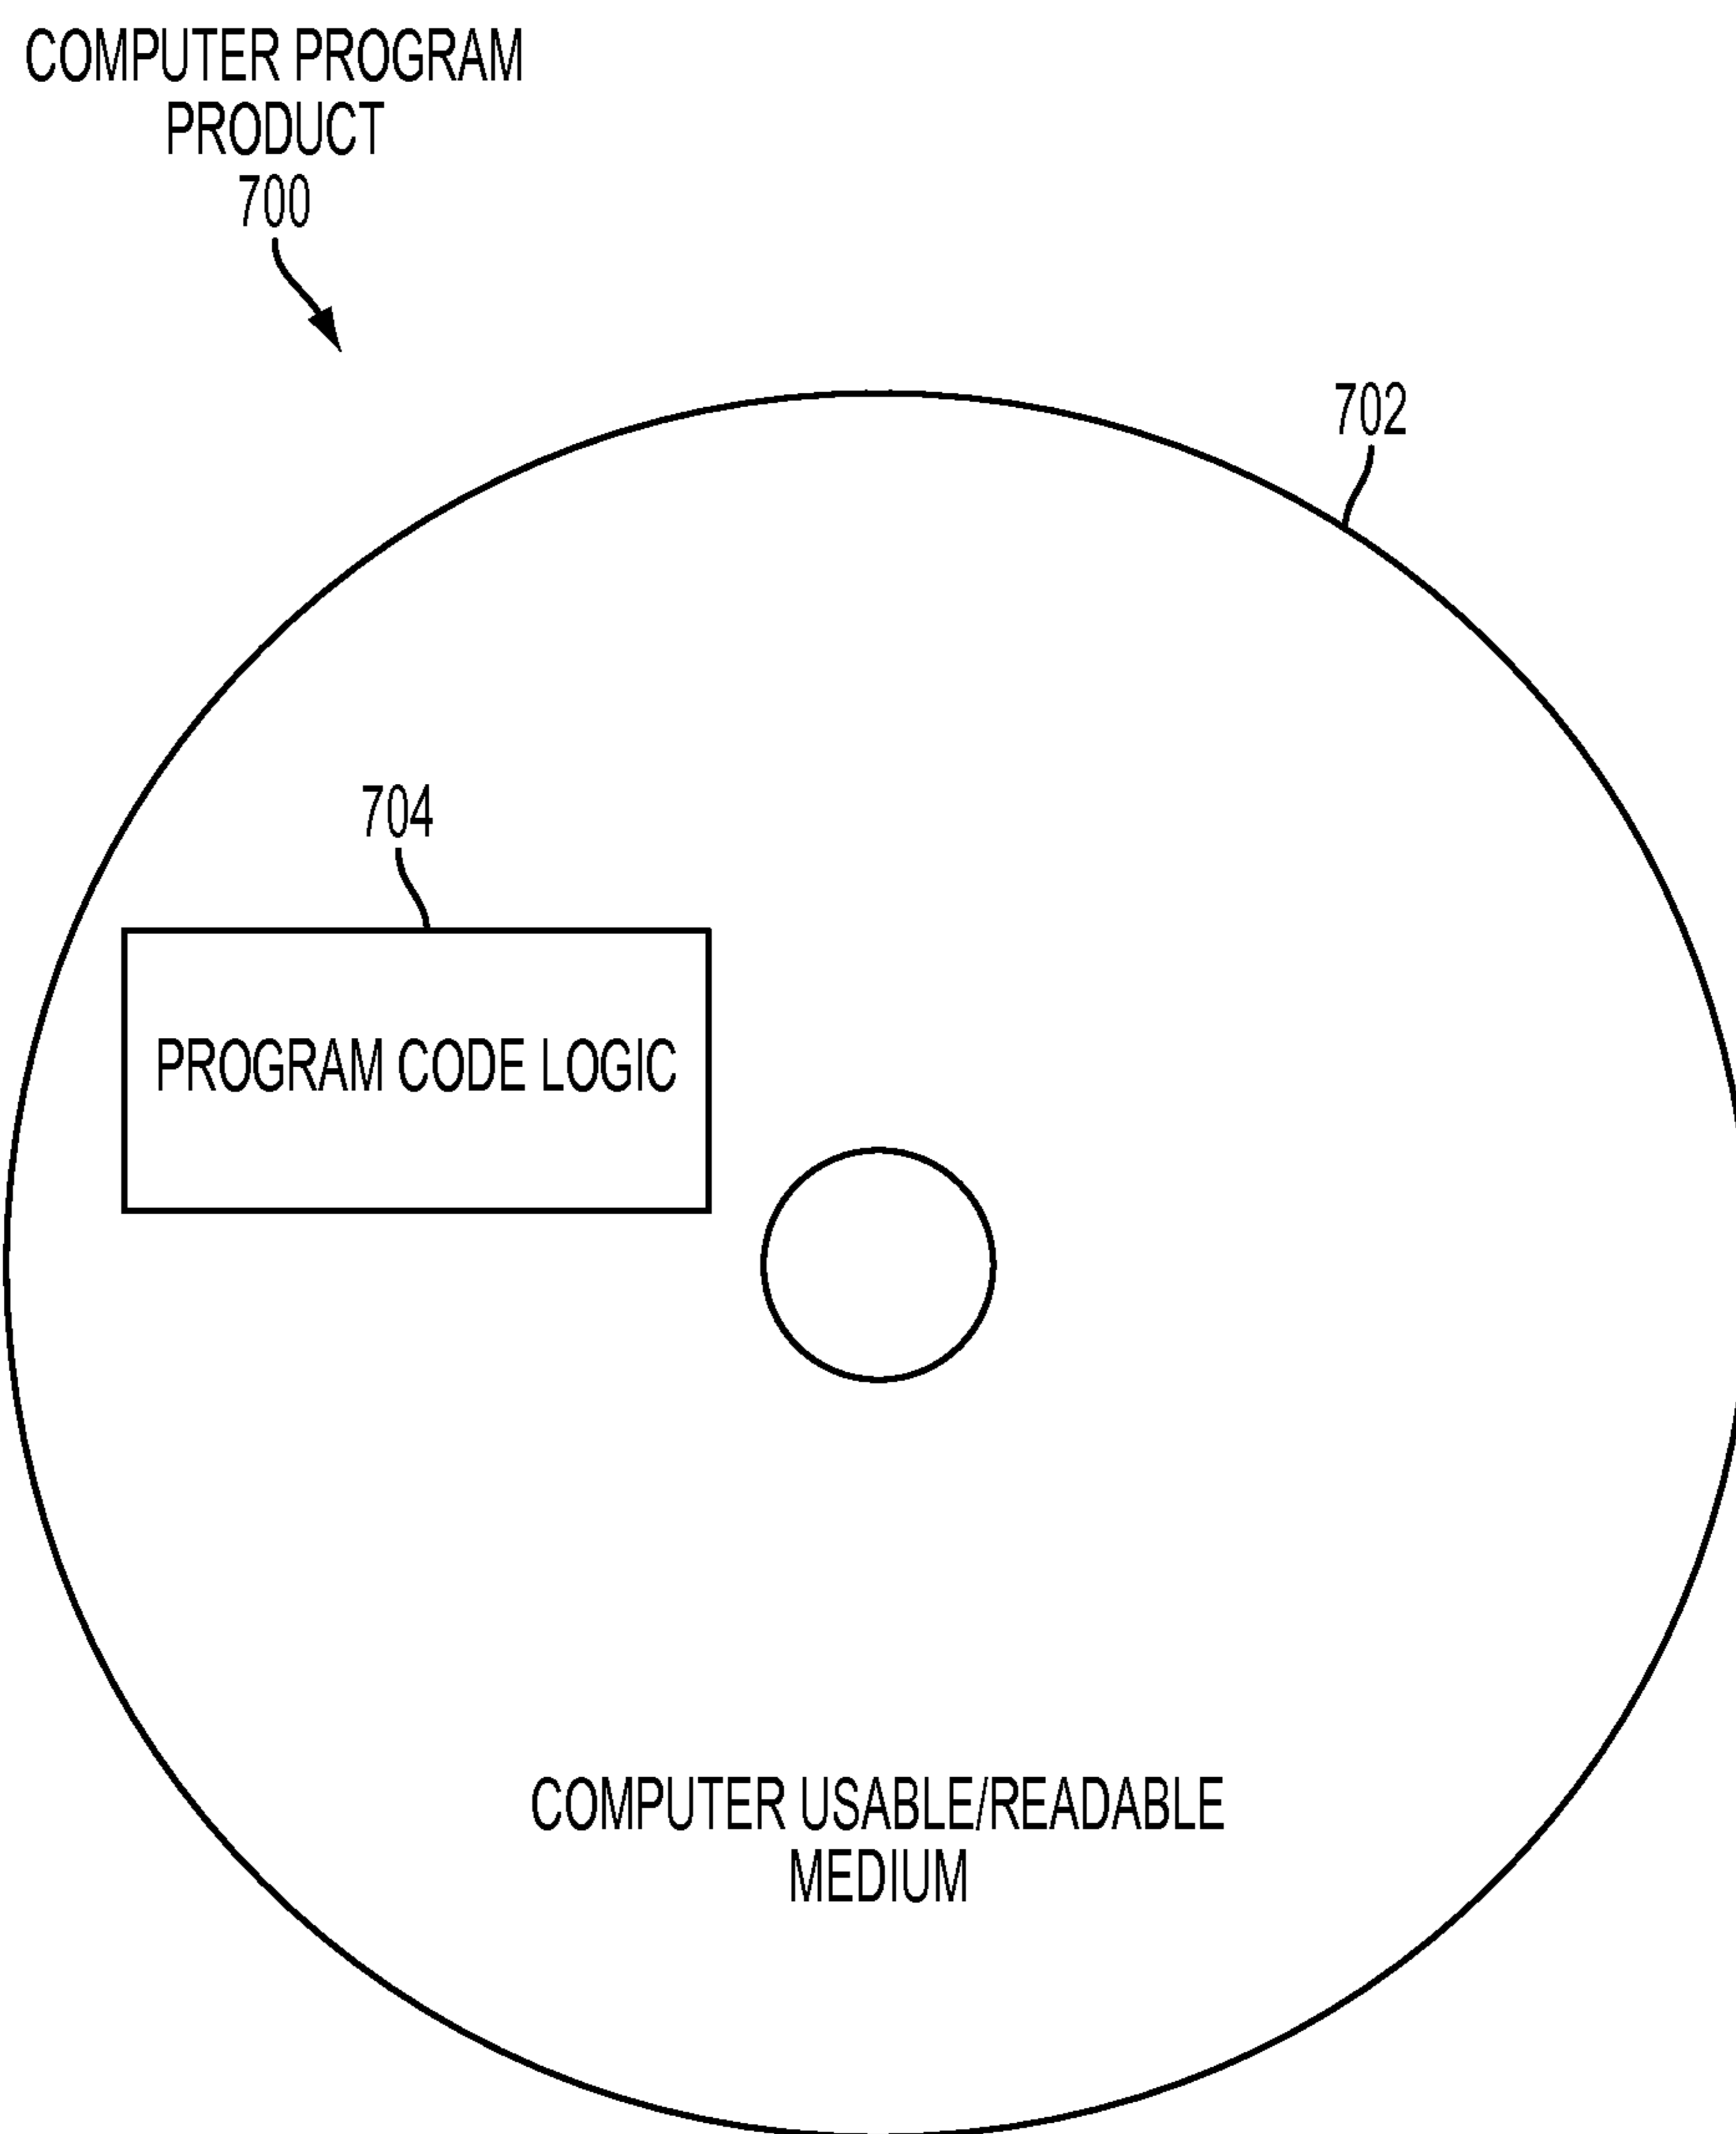 COMPUTER PROGRAM
PRODUCT
700
702
704
PROGRAM CODE LOGIC
COMPUTER USABLE/READABLE
MEDIUM